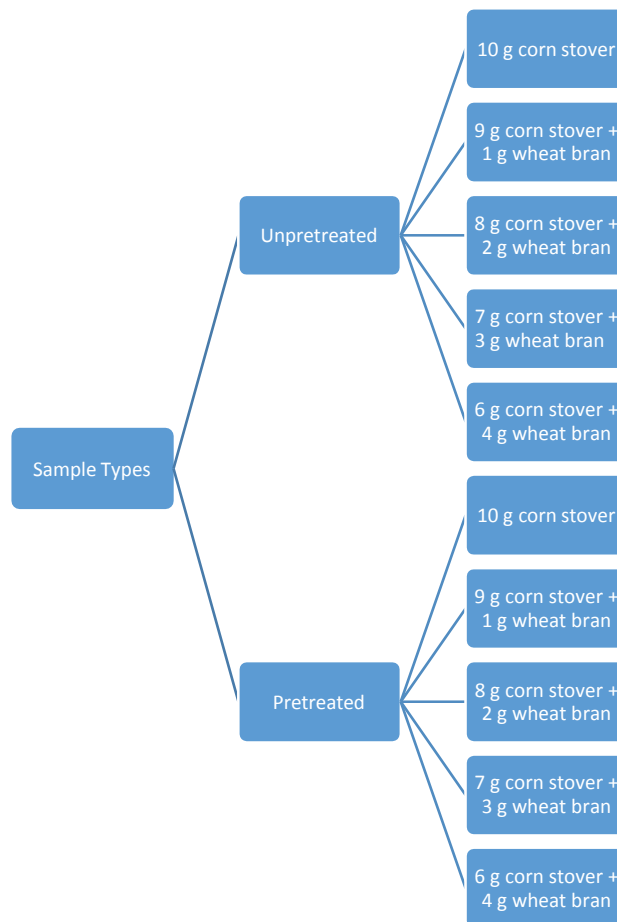 10 g corn stover
9 g corn stover +
1 g wheat bran
Unpretreated
8 g corn stover +
2 g wheat bran
7 g corn stover +
3 g wheat bran
6 g corn stover +
4 g wheat bran
Sample Types
10 g corn stover
9 g corn stover +
1 g wheat bran
Pretreated
8 g corn stover +
2 g wheat bran
7 g corn stover +
3 g wheat bran
6 g corn stover +
4 g wheat bran